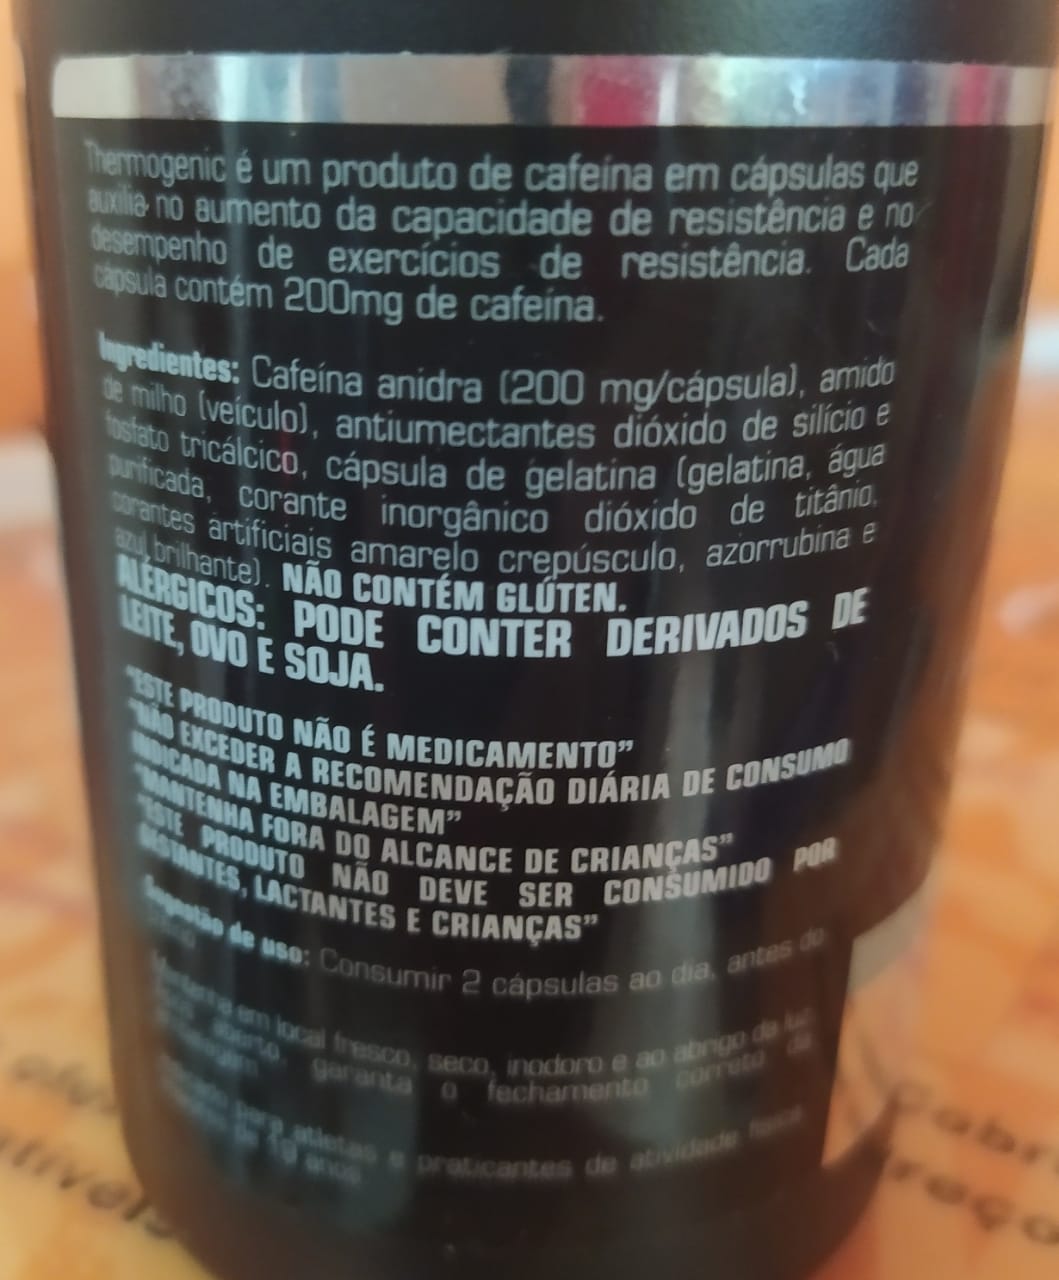 Thermogenic é um produto de cafeína em cápsulas que
auxilia no aumento da capacidade de resistência e no
desempenho de exercícios de resistência. Cada
cápsula contém 200mg de cafeína.
Ingredientes: Cafeína anidra (200 mg/cápsula), amido
de milho (veículo), antiumectantes dióxido de silício e
fosfato tricálcico, cápsula de gelatina (gelatina, água
purificada, corante inorgânico dióxido de titânio,
corantes artificiais amarelo crepúsculo, azorrubina e
azul brilhante). NÃO CONTÉM GLÚTEN.
ALÉRGICOS: PODE CONTER DERIVADOS DE
LEITE, OVO E SOJA.
"ESTE PRODUTO NÃO É MEDICAMENTO"
"NÃO EXCEDER A RECOMENDAÇÃO DIÁRIA DE CONSUMO
INDICADA NA EMBALAGEM"
"MANTENHA FORA DO ALCANCE DE CRIANÇAS"
"ESTE PRODUTO NÃO DEVE SER CONSUMIDO POR
GESTANTES, LACTANTES E CRIANÇAS"
Sugestão de uso: Consumir 2 cápsulas ao dia, antes do
em local fresco, seco, inodoro e ao abrigo da luz.
aberto, garanta o fechamento correto da
para atletas e praticantes de atividade física
de 19 anos